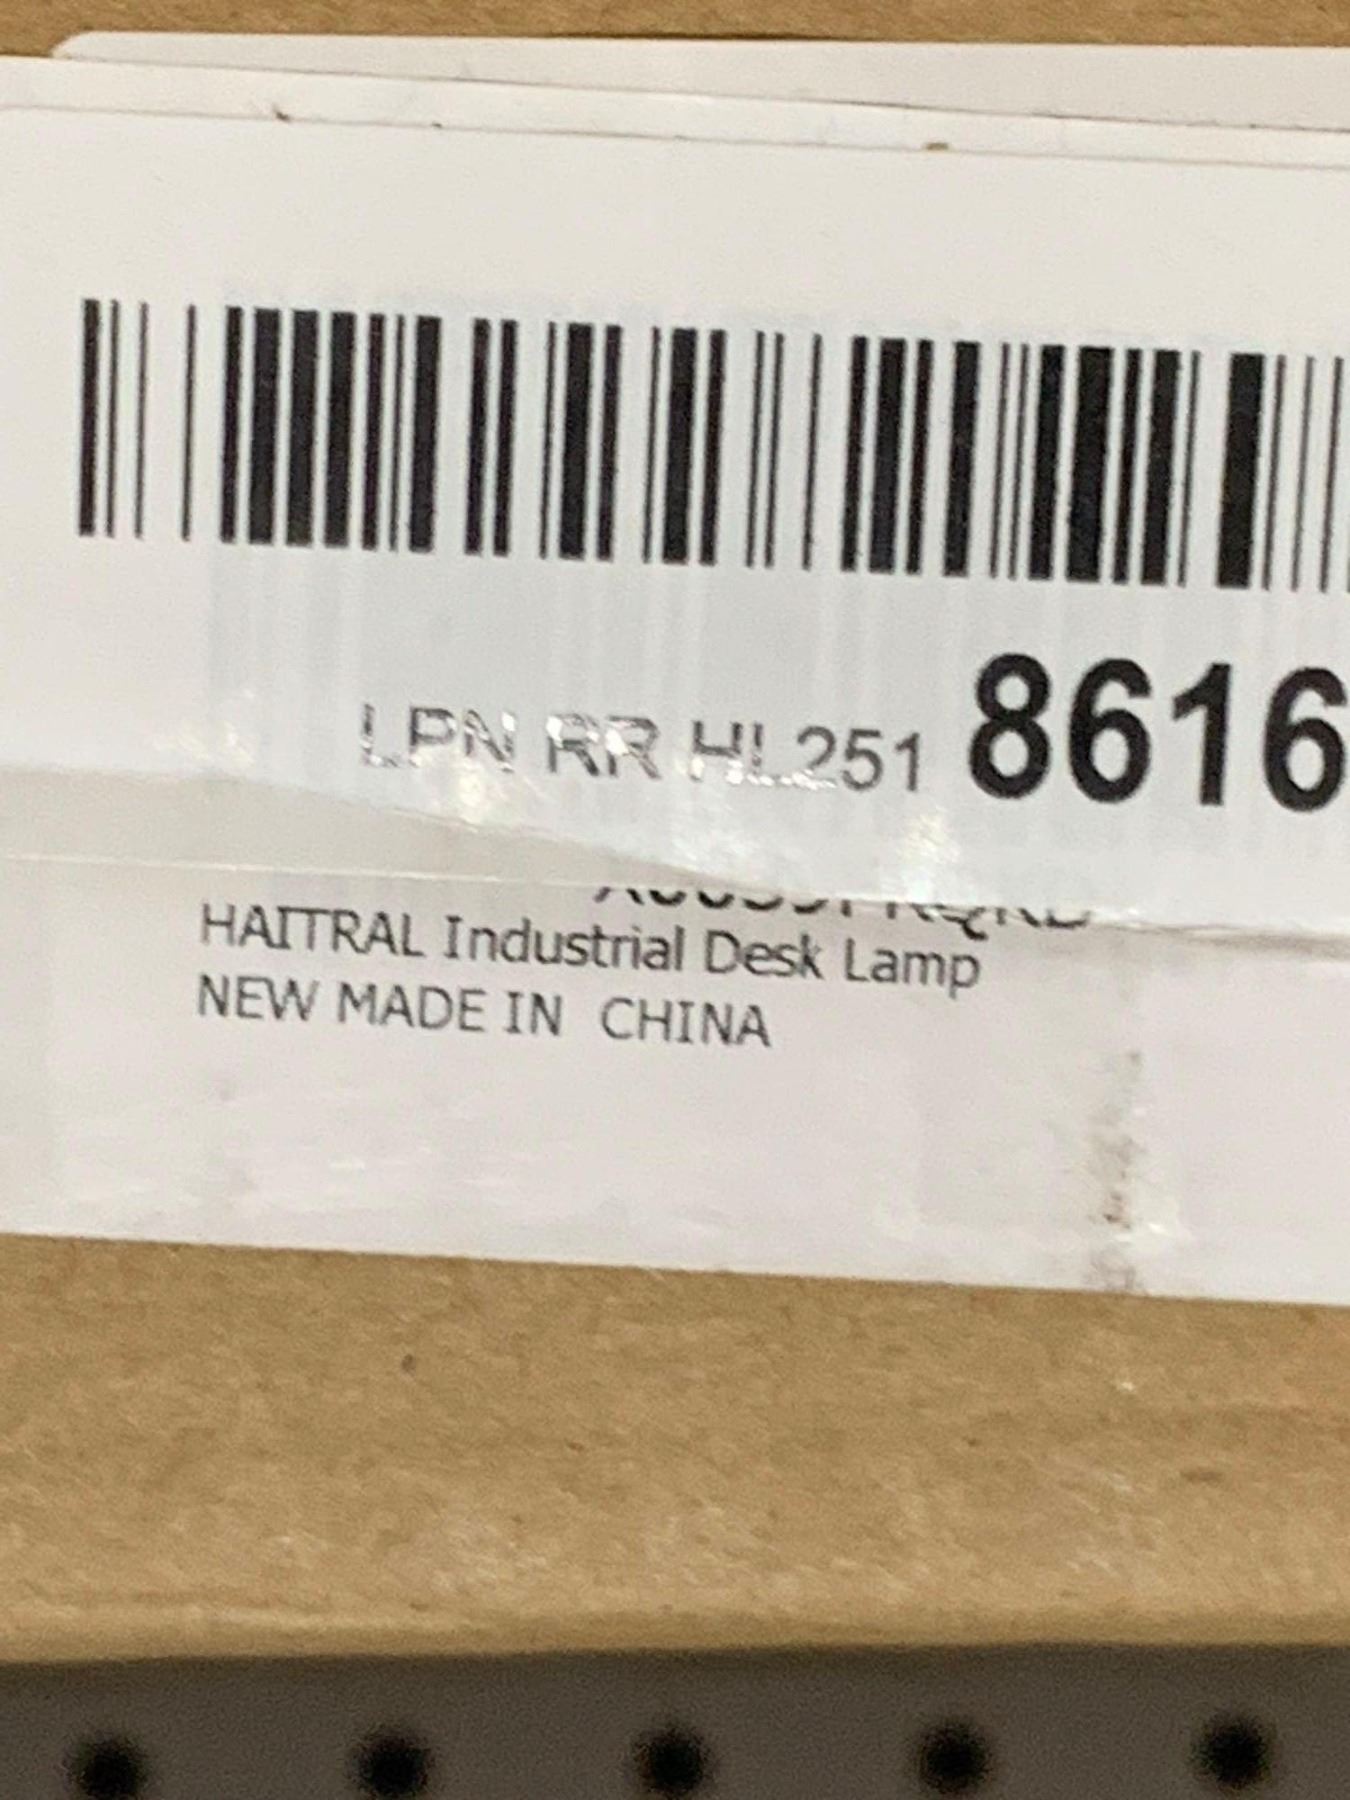 LPN RR HL251 8616
HAITRAL Industrial Desk Lamp
NEW MADE IN CHINA